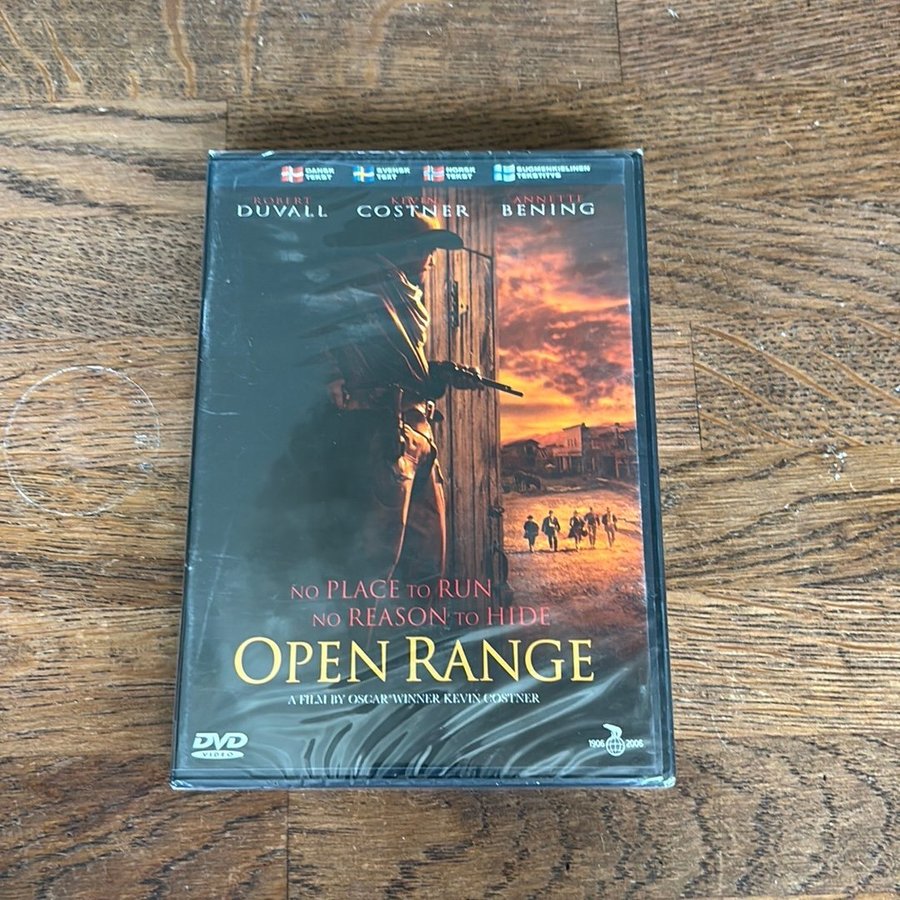 DANSK TEKST
SVENSK TEXT
NORSK TEKST
SUOMENKIELINEN TEKSTITYS
ROBERT DUVALL
KEVIN COSTNER
ANNETTE BENING
NO PLACE TO RUN
NO REASON TO HIDE
OPEN RANGE
A FILM BY OSCAR® WINNER KEVIN COSTNER
DVD
VIDEO
1906 2006